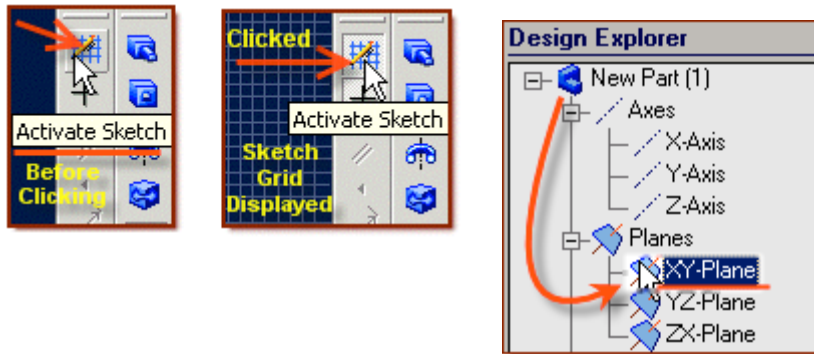 Activate Sketch
Before
Clicking
Clicked
Activate Sketch
Sketch
Grid
Displayed
Design Explorer
New Part (1)
Axes
X-Axis
Y-Axis
Z-Axis
Planes
XY-Plane
YZ-Plane
ZX-Plane